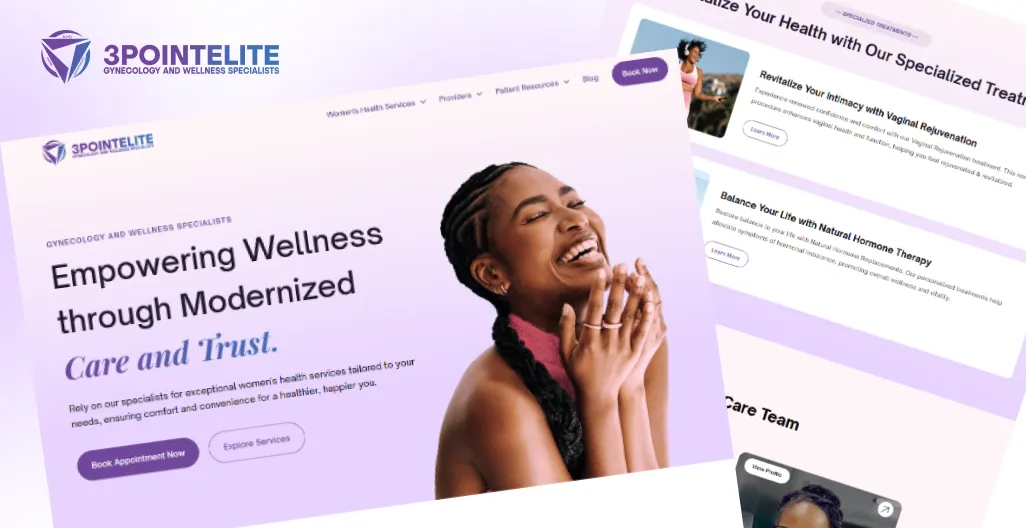 3POINTELITE
GYNECOLOGY AND WELLNESS SPECIALISTS
Women's Health Services
Providers
Patient Resources
Blog
Book Now
3POINTELITE
GYNECOLOGY AND WELLNESS SPECIALISTS
GYNECOLOGY AND WELLNESS SPECIALISTS
Empowering Wellness
through Modernized
Care and Trust.
Rely on our specialists for exceptional women's health services tailored to your
needs, ensuring comfort and convenience for a healthier, happier you.
Book Appointment Now
Explore Services
— SPECIALIZED TREATMENTS —
Your Health with Our Specialized
Revitalize Your Intimacy with Vaginal Rejuvenation
Experience renewed confidence and comfort with our Vaginal Rejuvenation treatment. This
procedure enhances vaginal health and function, helping you feel rejuvenated & revitalized.
Learn More
Balance Your Life with Natural Hormone Therapy
Restore balance to your life with Natural Hormone Replacements. Our personalized treatments help
alleviate symptoms of hormonal imbalance, promoting overall wellness and vitality.
Learn More
Care Team
View Profile